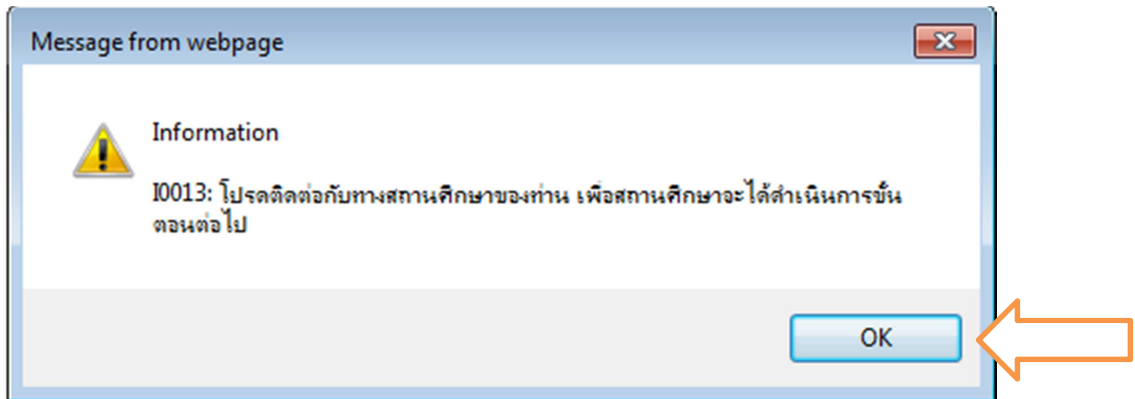 Message from webpage
Information
I0013: โปรดติดต่อกับทางสถานศึกษาของท่าน เพื่อสถานศึกษาจะได้ดำเนินการขั้น
ตอนต่อไป
OK